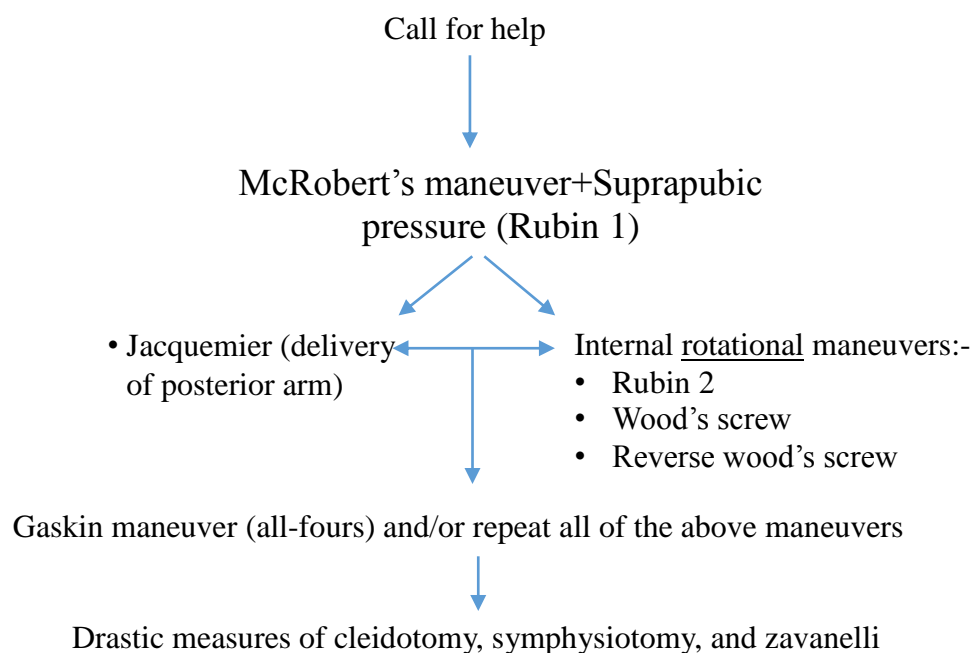 Call for help
McRobert's maneuver+Suprapubic
pressure (Rubin 1)
• Jacquemier (delivery
of posterior arm)
Internal rotational maneuvers:-
• Rubin 2
• Wood's screw
• Reverse wood's screw
Gaskin maneuver (all-fours) and/or repeat all of the above maneuvers
Drastic measures of cleidotomy, symphysiotomy, and zavanelli